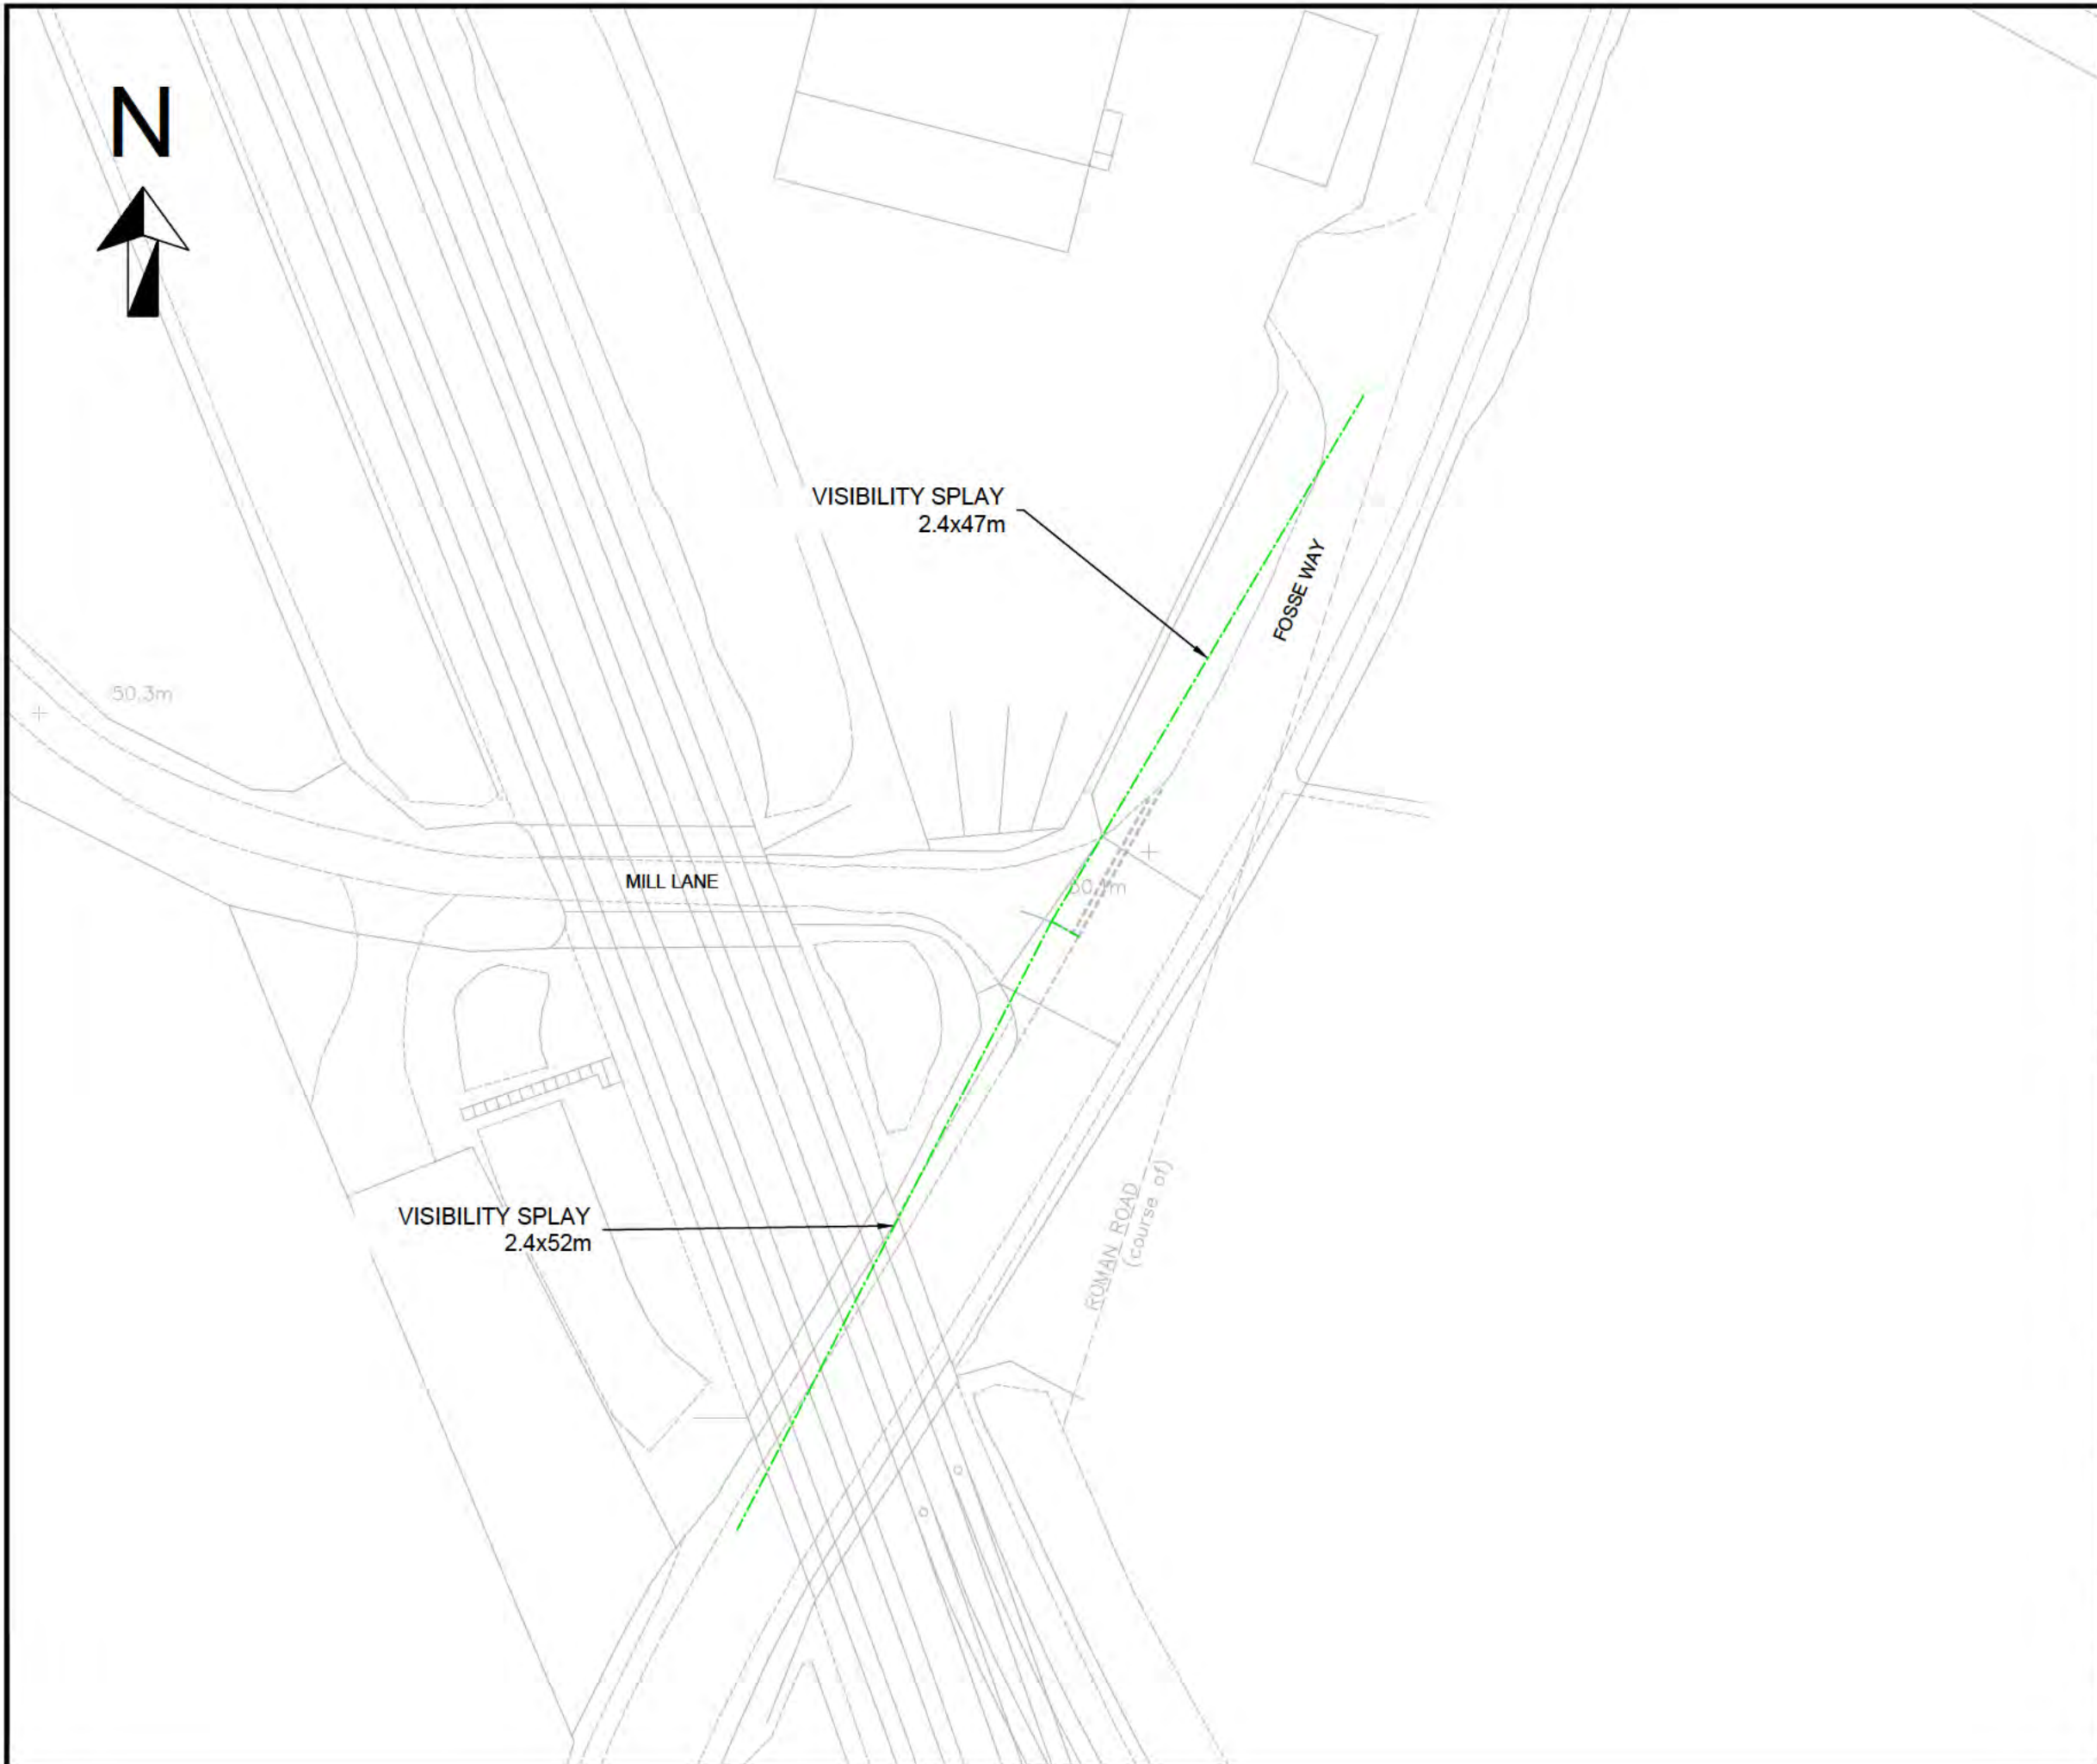 N
VISIBILITY SPLAY
2.4x47m
FOSSE WAY
50.3m
MILL LANE
ROMAN ROAD
(course of)
VISIBILITY SPLAY
2.4x52m